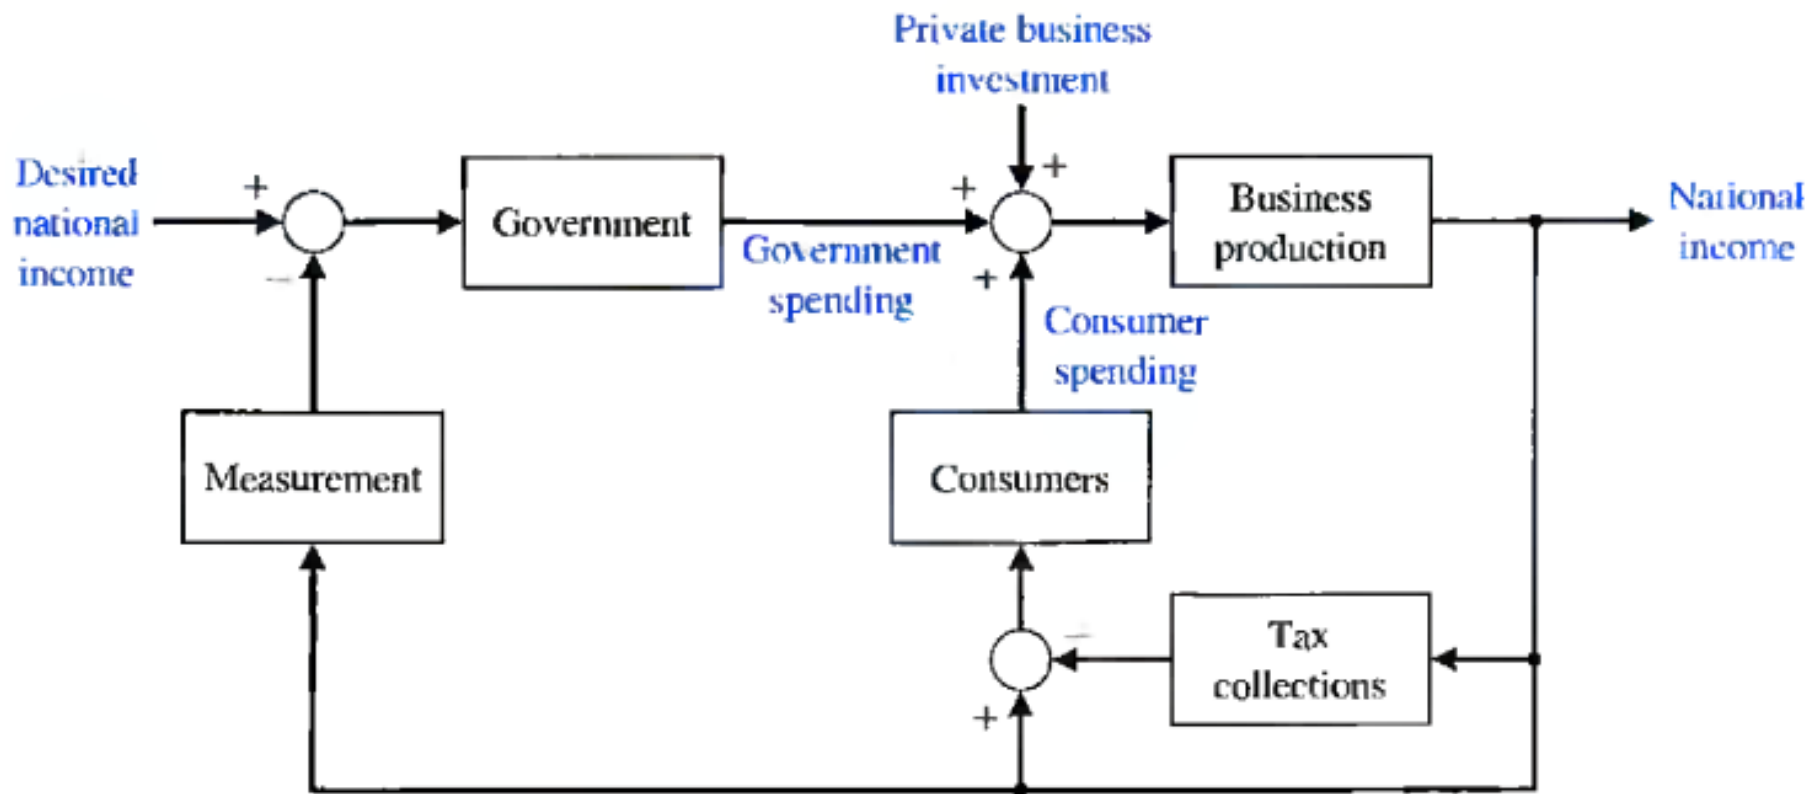 Private business
investment
Desired
national
income
+
−
Government
Government
spending
+
+
+
Business
production
National
income
Consumer
spending
Measurement
Consumers
Tax
collections
−
+